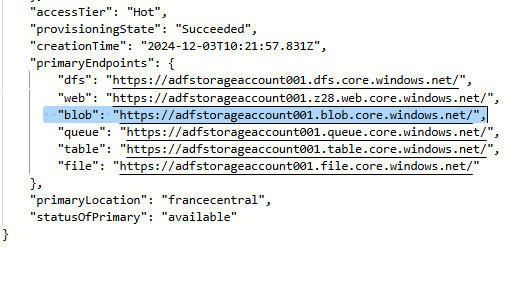 "accessTier": "Hot",
"provisioningState": "Succeeded",
"creationTime": "2024-12-03T10:21:57.831Z",
"primaryEndpoints": {
"dfs": "https://adfstorageaccount001.dfs.core.windows.net/",
"web": "https://adfstorageaccount001.z28.web.core.windows.net/",
"blob": "https://adfstorageaccount001.blob.core.windows.net/",
"queue": "https://adfstorageaccount001.queue.core.windows.net/",
"table": "https://adfstorageaccount001.table.core.windows.net/",
"file": "https://adfstorageaccount001.file.core.windows.net/"
},
"primaryLocation": "francecentral",
"statusOfPrimary": "available"
}